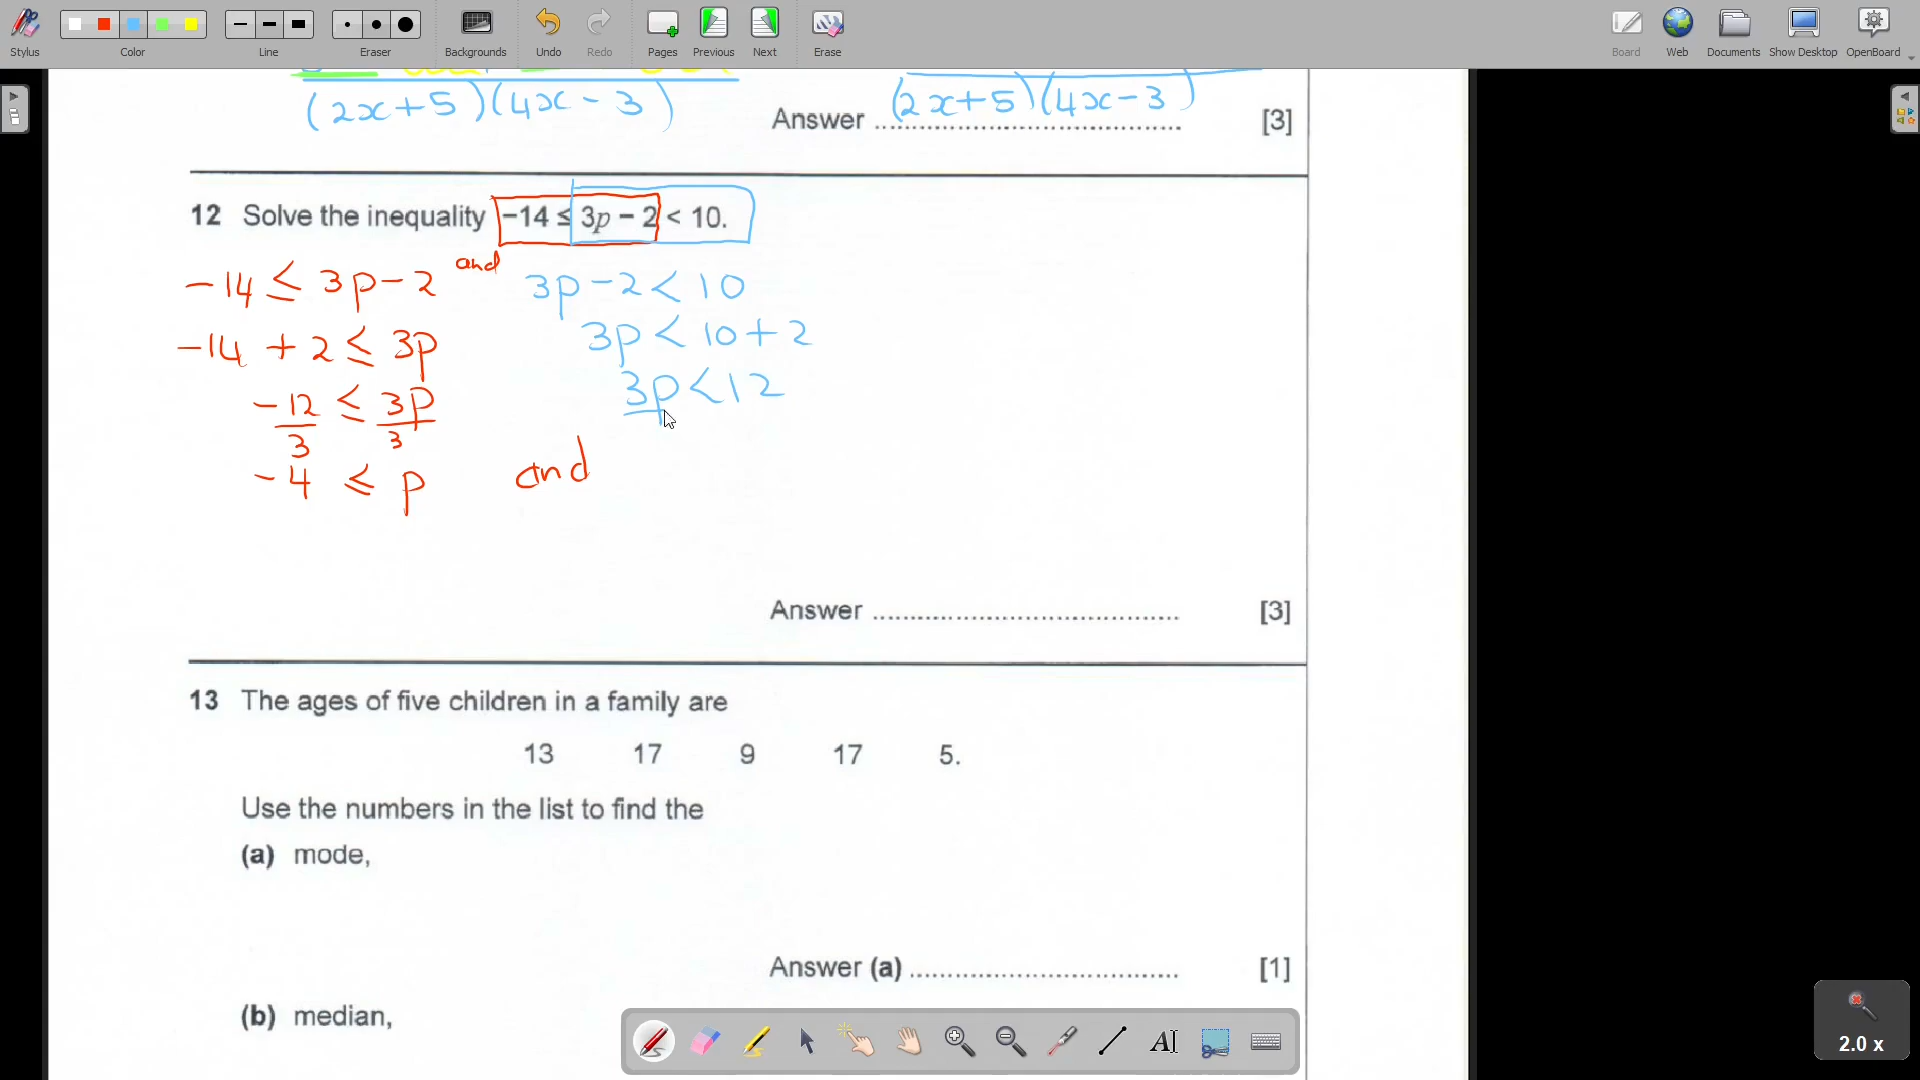 Stylus
Color
Line
Eraser
Backgrounds
Undo
Redo
Pages
Previous
Next
Erase
Board
Web
Documents
Show Desktop
OpenBoard
(2x+5)(4x-3)
(2x+5)(4x-3)
Answer ........................................ [3]
12 Solve the inequality −14 ≤ 3p − 2 < 10.
-14 ≤ 3p-2 and 3p-2<10
-14 + 2 ≤ 3p
3p < 10+2
-12/3 ≤ 3p/3
3p<12
-4 ≤ p and
Answer ........................................ [3]
13 The ages of five children in a family are
13 17 9 17 5.
Use the numbers in the list to find the
(a) mode,
Answer (a) ................................... [1]
(b) median,
2.0 x